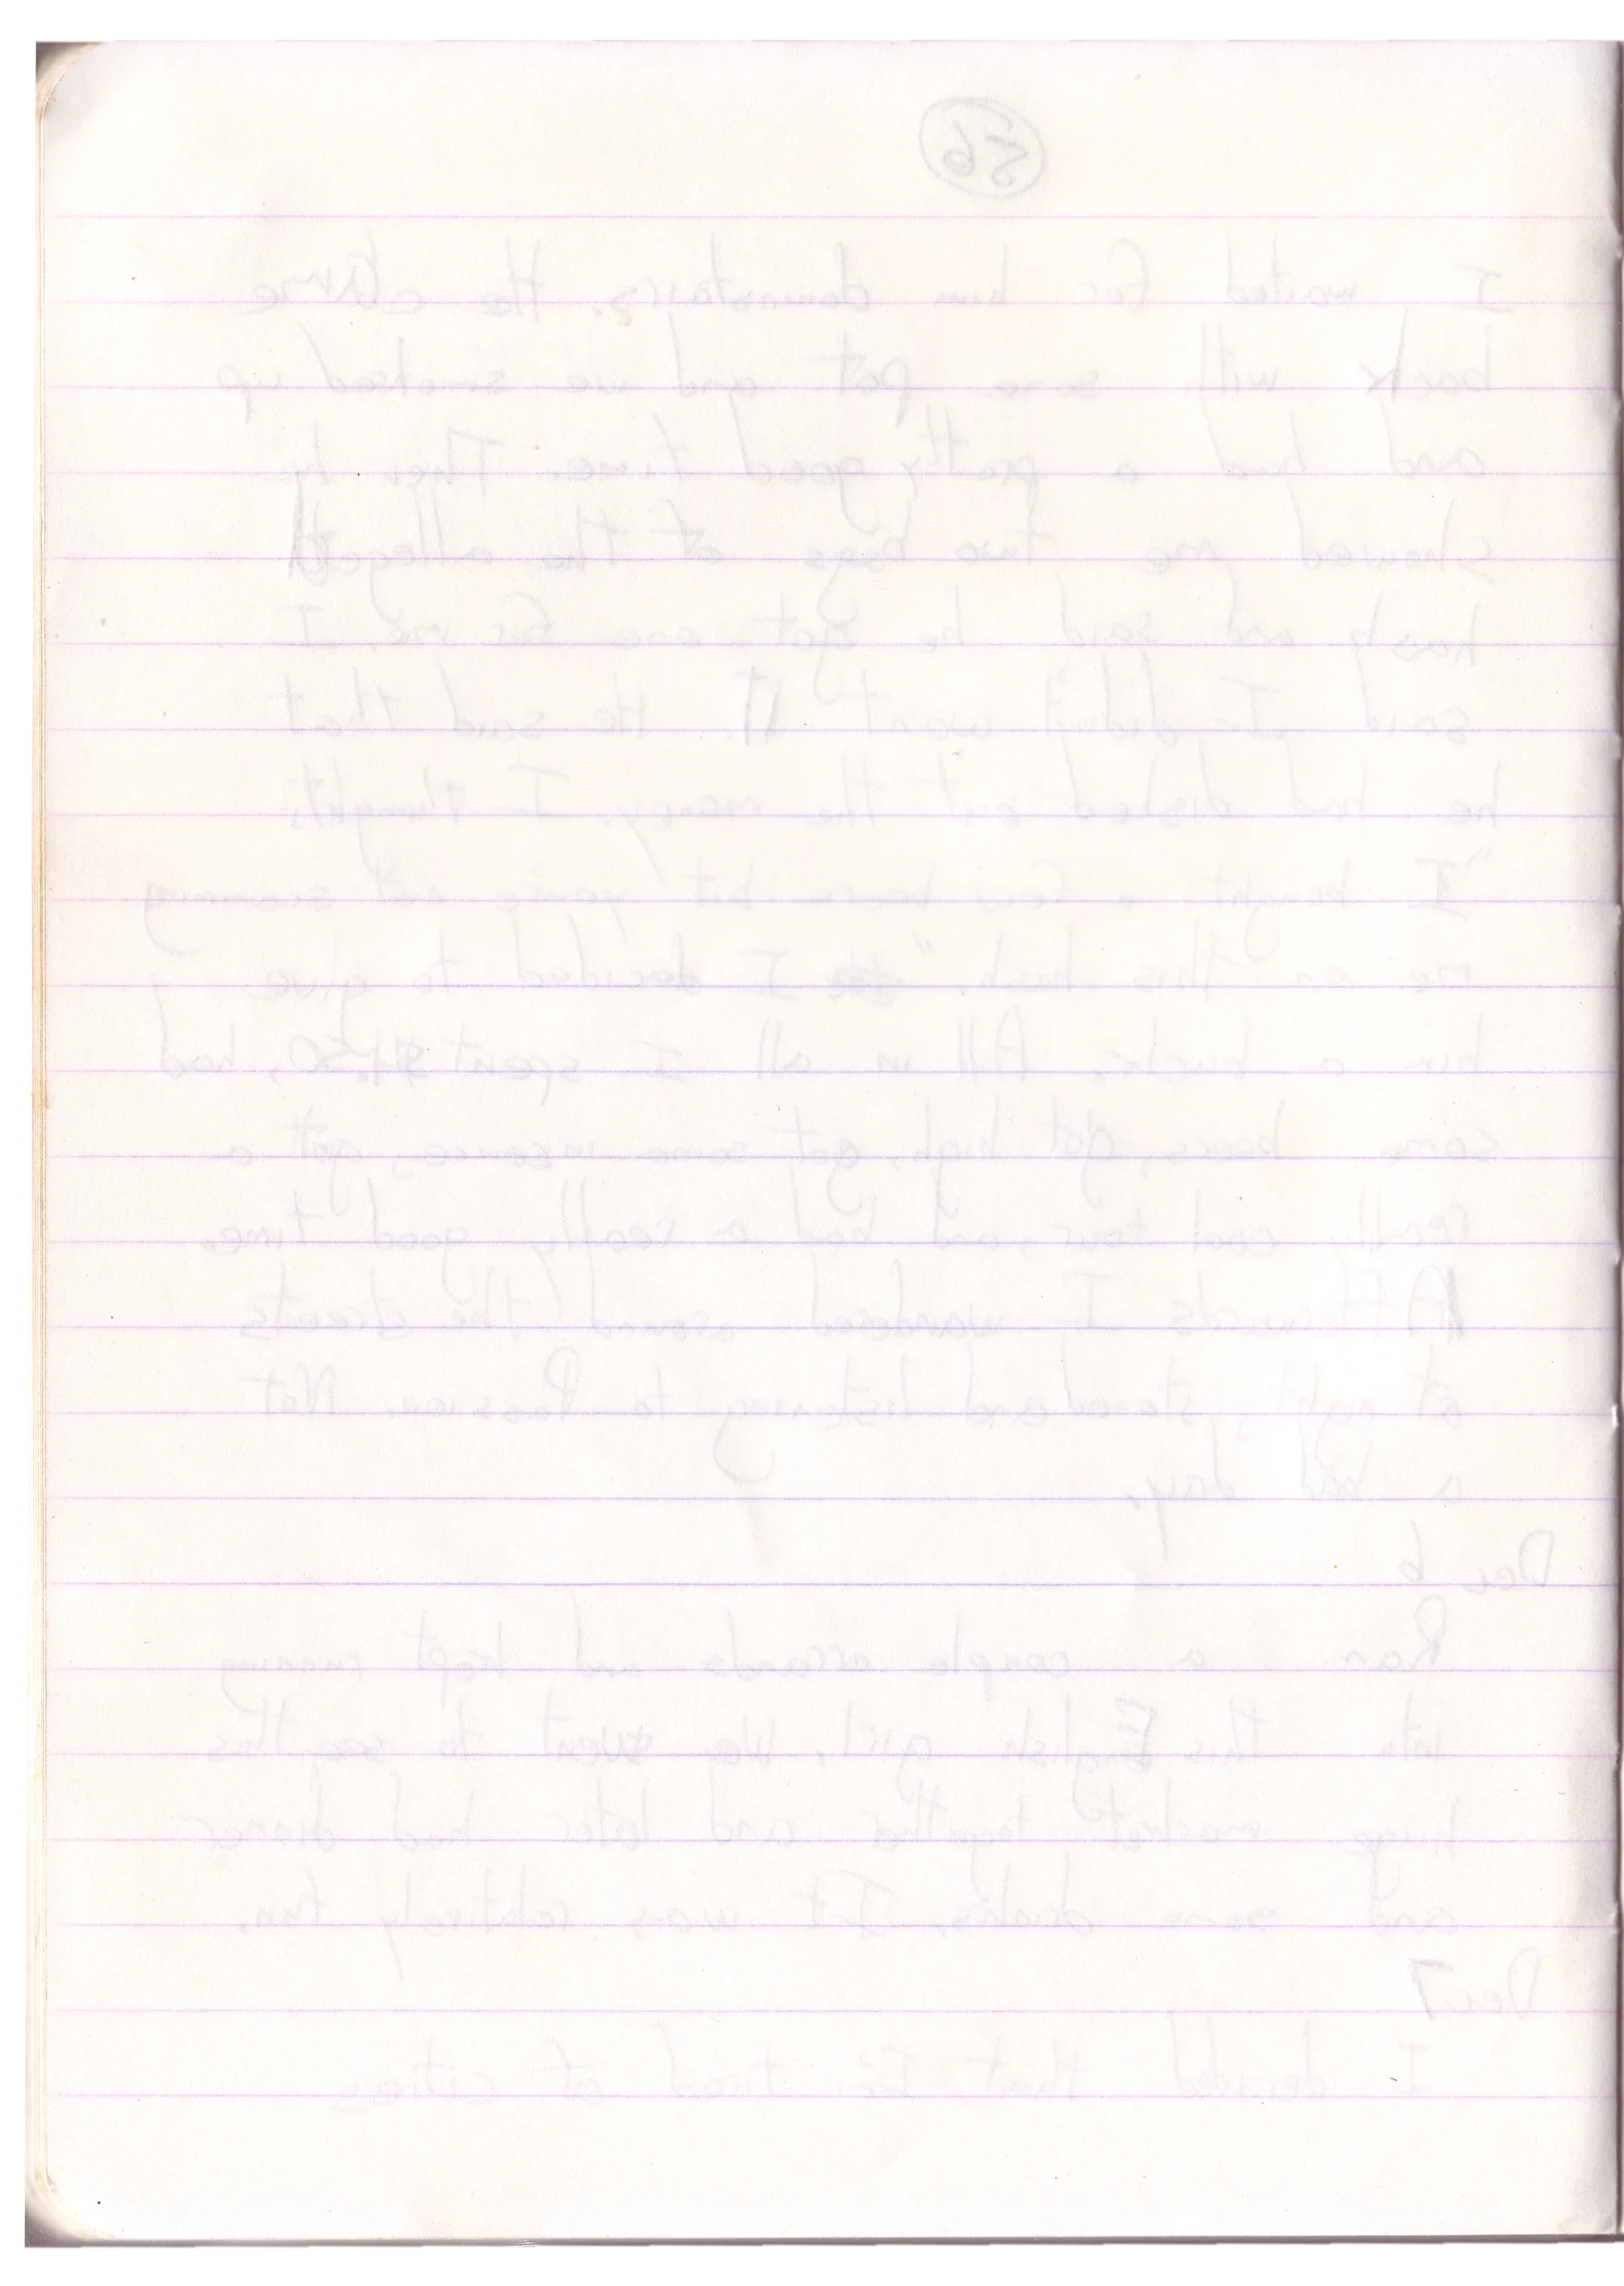 56
I waited for him downstairs. He came
back with some pot and we smoked up
and had a pretty good time. Then he
showed me two bags of the alleged
hash and said he got one for me. I
said I didn't want it. He said that
he had dished out the money. I thought,
"I bought a few beers but you're not scamming
me on this hash." I decided to give
him a buck. All in all I spent $1.30, had
some beers, got high, got some incense, got a
really cool tour, and had a really good time.
Afterwards I wandered around the streets
at night, stoned and listening to Passion. Not
a bad day.
Dec 6
Ran a couple errands and kept running
into this English girl. We went to see this
huge market together and later had dinner
and some drinks. It was relatively fun.
Dec 7
I decided that I'm tired of cities